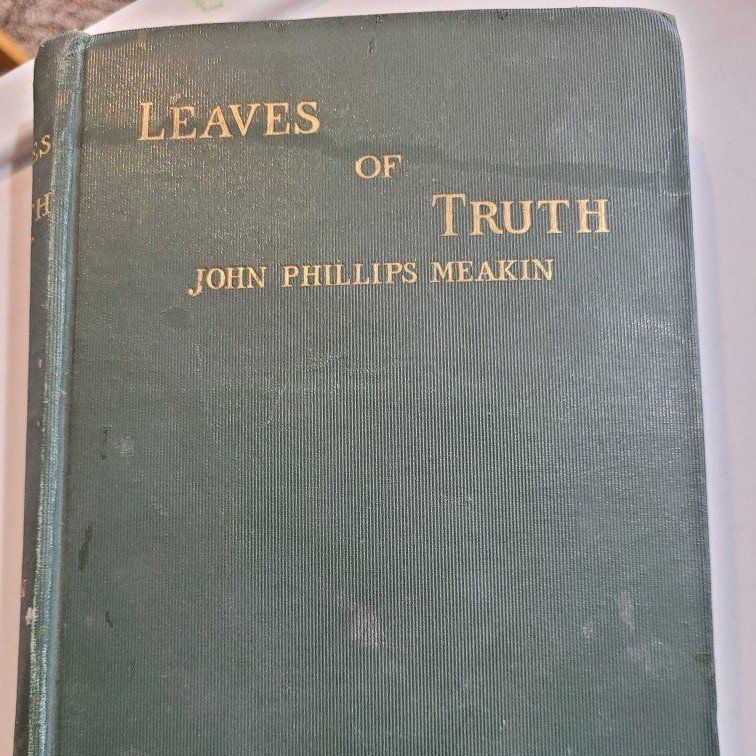 LEAVES
OF
TRUTH
JOHN PHILLIPS MEAKIN